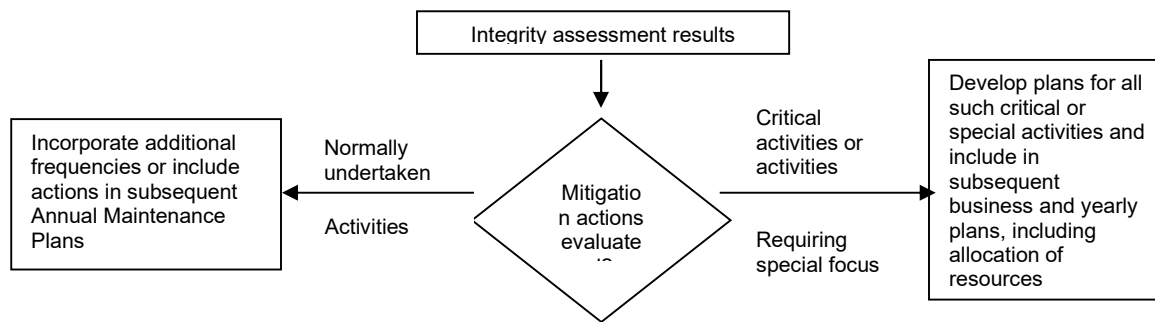 Integrity assessment results
Incorporate additional
frequencies or include
actions in subsequent
Annual Maintenance
Plans
Normally
undertaken
Activities
Mitigatio
n actions
evaluate
d?
Critical
activities or
activities
Requiring
special focus
Develop plans for all
such critical or
special activities and
include in
subsequent
business and yearly
plans, including
allocation of
resources